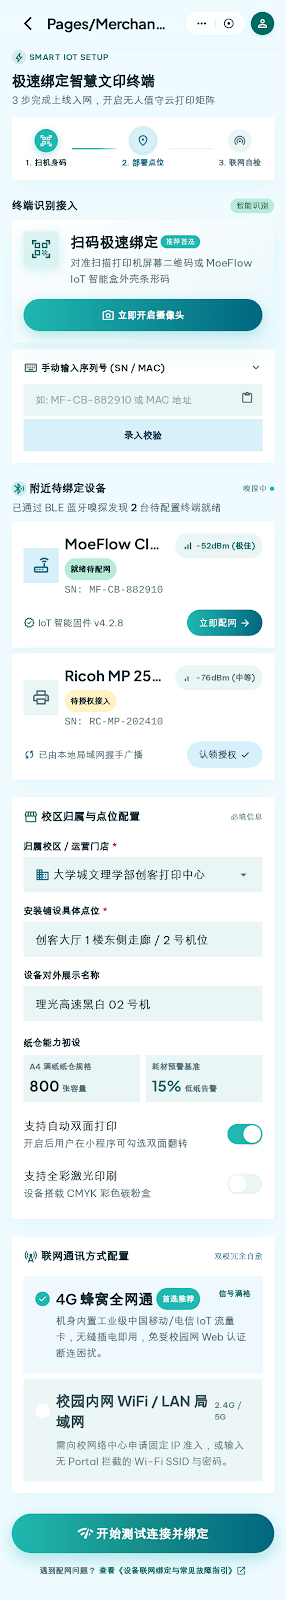 Pages/Merchan...
SMART IOT SETUP
极速绑定智慧文印终端
3 步完成上线入网，开启无人值守云打印矩阵
1. 扫机身码
2. 部署点位
3. 联网自检
终端识别接入
智能识别
扫码极速绑定
推荐首选
对准扫描打印机屏幕二维码或 MoeFlow
IoT 智能盒外壳条形码
立即开启摄像头
手动输入序列号 (SN / MAC)
如: MF-CB-882910 或 MAC 地址
录入校验
附近待绑定设备
嗅探中
已通过 BLE 蓝牙嗅探发现 2 台待配置终端就绪
MoeFlow Cl...
-52dBm (极佳)
就绪待配网
SN: MF-CB-882910
IoT 智能固件 v4.2.8
立即配网
Ricoh MP 25...
-76dBm (中等)
待授权接入
SN: RC-MP-202410
已由本地局域网握手广播
认领授权
校区归属与点位配置
必填信息
归属校区 / 运营门店 *
大学城文理学部创客打印中心
安装铺设具体点位 *
创客大厅 1 楼东侧走廊 / 2 号机位
设备对外展示名称
理光高速黑白 02 号机
纸仓能力初设
A4 满纸纸仓规格
800 张容量
耗材预警基准
15% 低纸告警
支持自动双面打印
开启后用户在小程序可勾选双面翻转
支持全彩激光印刷
设备搭载 CMYK 彩色碳粉盒
联网通讯方式配置
双模冗余自愈
4G 蜂窝全网通
首选推荐
信号满格
机身内置工业级中国移动/电信 IoT 流量
卡，无缝插电即用，免受校园网 Web 认证
断连困扰。
校园内网 WiFi / LAN 局
域网
2.4G /
5G
需向校网络中心申请固定 IP 准入，或输入
无 Portal 拦截的 Wi-Fi SSID 与密码。
开始测试连接并绑定
遇到配网问题？ 查看《设备联网绑定与常见故障指引》